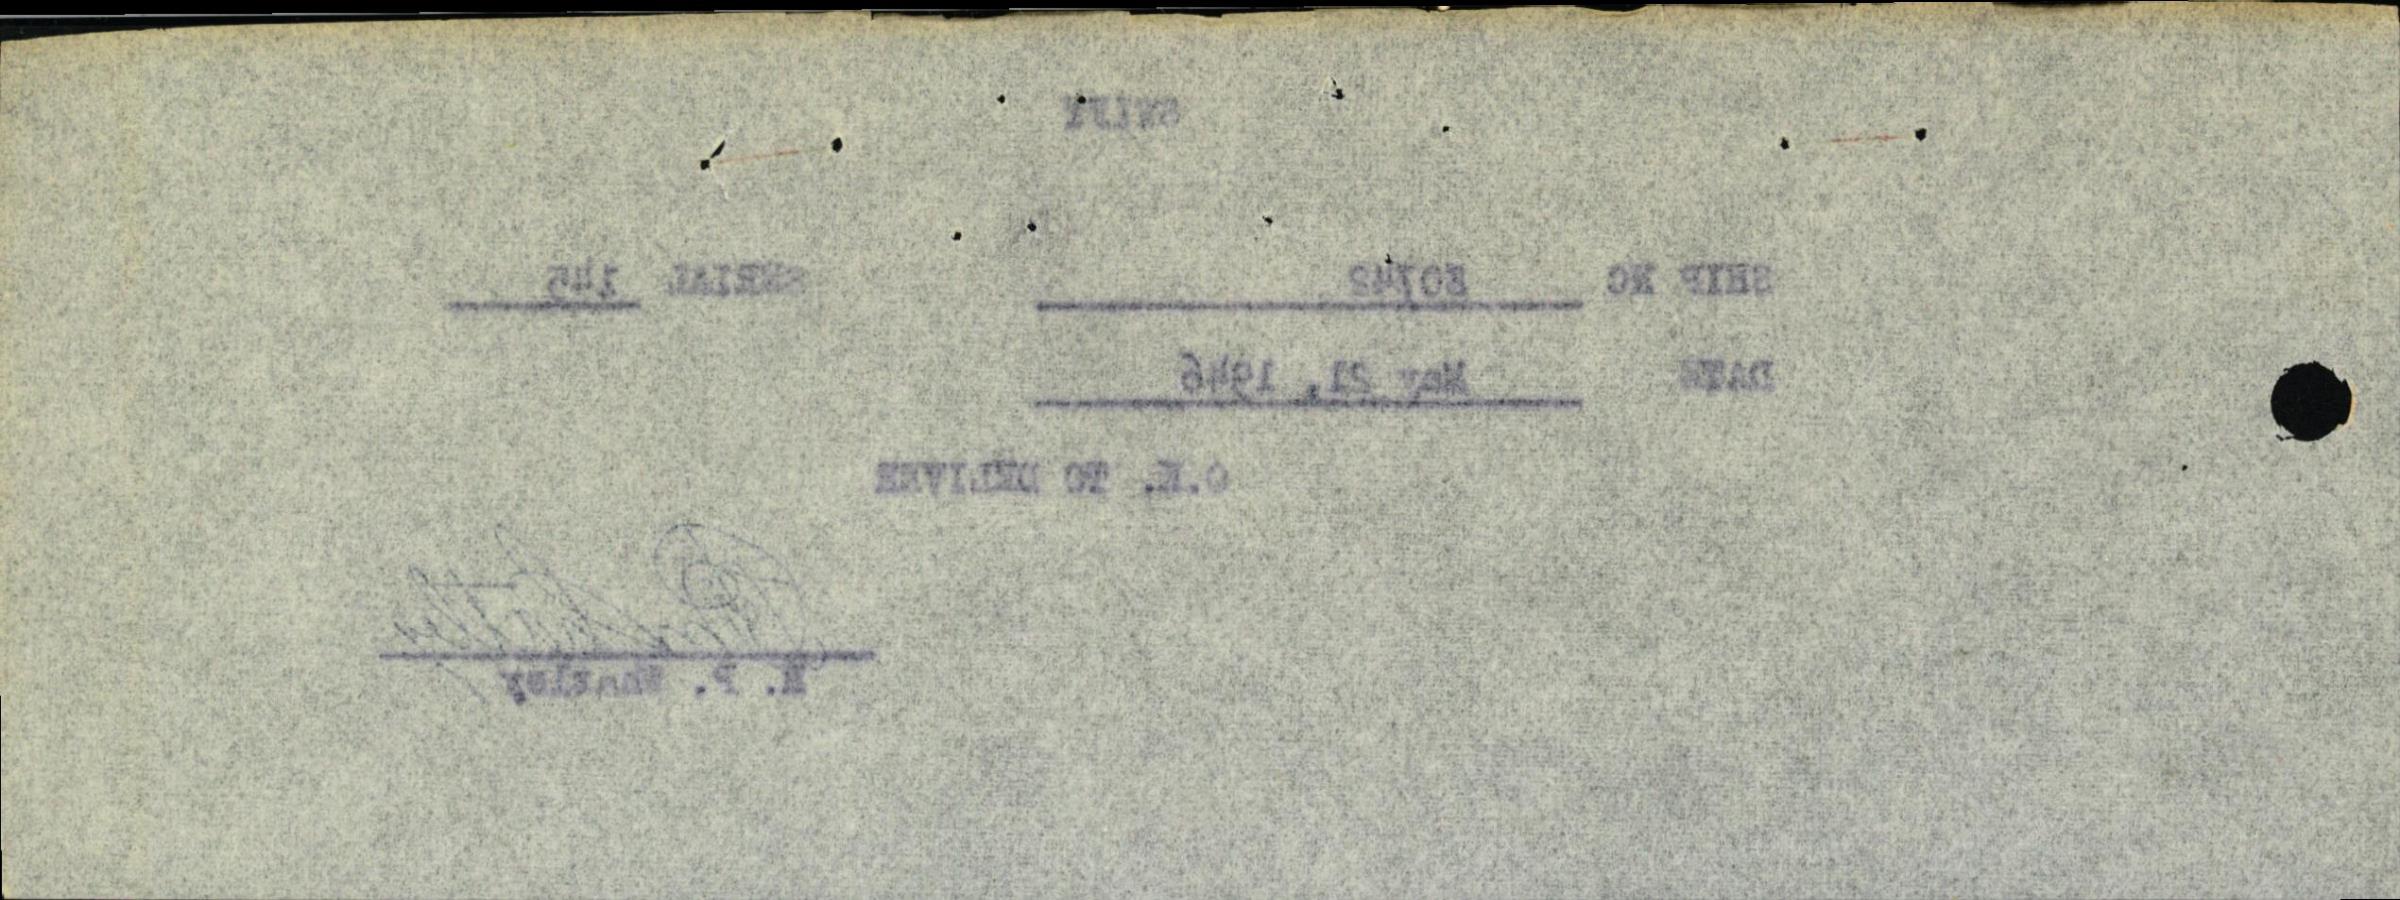 SWIFT
SHIP NO 80742 SERIAL 145
DATE May 21, 1946
O.K. TO DELIVER
P.